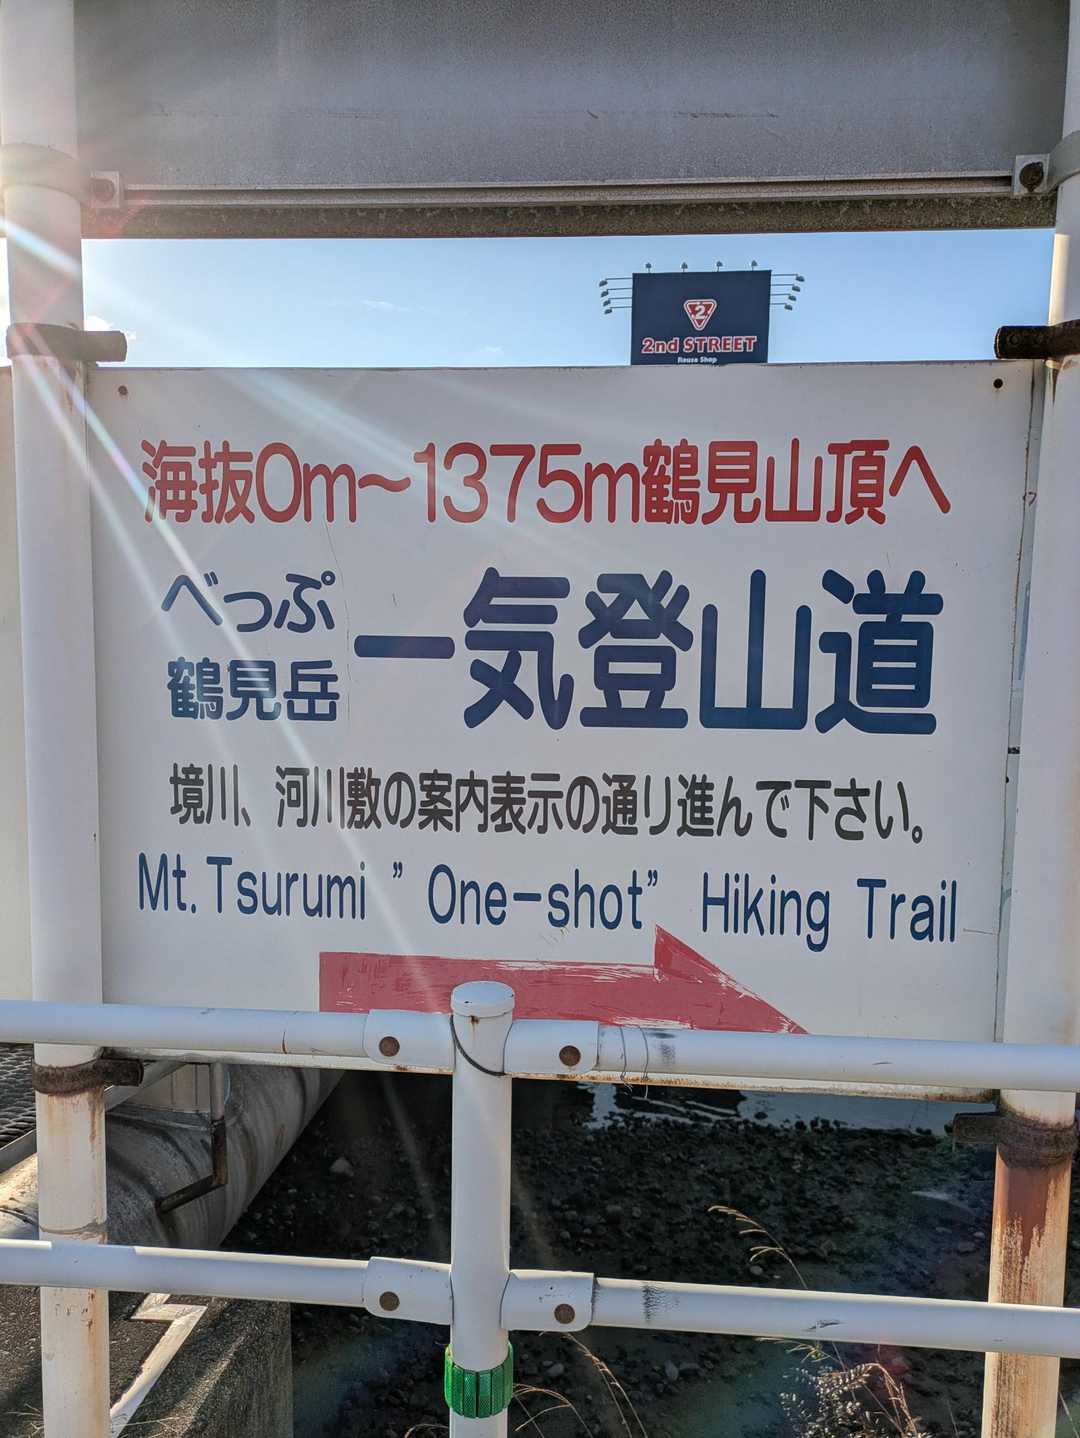 2
2nd STREET
Reuse Shop
海抜0m～1375m鶴見山頂へ
べっぷ
鶴見岳
一気登山道
境川、河川敷の案内表示の通り進んで下さい。
Mt. Tsurumi ” One-shot” Hiking Trail